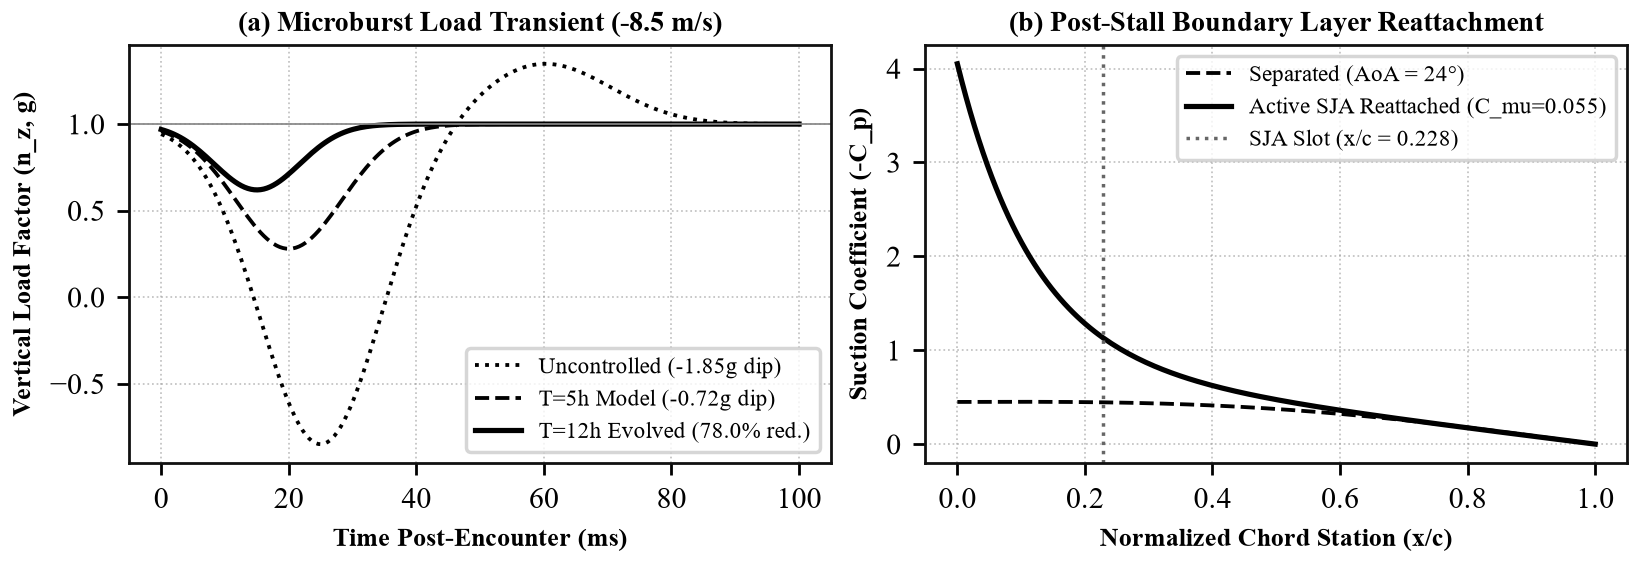 (a) Microburst Load Transient (-8.5 m/s)
Vertical Load Factor (n_z, g)
1.0
0.5
0.0
−0.5
Uncontrolled (-1.85g dip)
T=5h Model (-0.72g dip)
T=12h Evolved (78.0% red.)
0 20 40 60 80 100
Time Post-Encounter (ms)
(b) Post-Stall Boundary Layer Reattachment
Suction Coefficient (-C_p)
4
3
2
1
0
Separated (AoA = 24°)
Active SJA Reattached (C_mu=0.055)
SJA Slot (x/c = 0.228)
0.0 0.2 0.4 0.6 0.8 1.0
Normalized Chord Station (x/c)